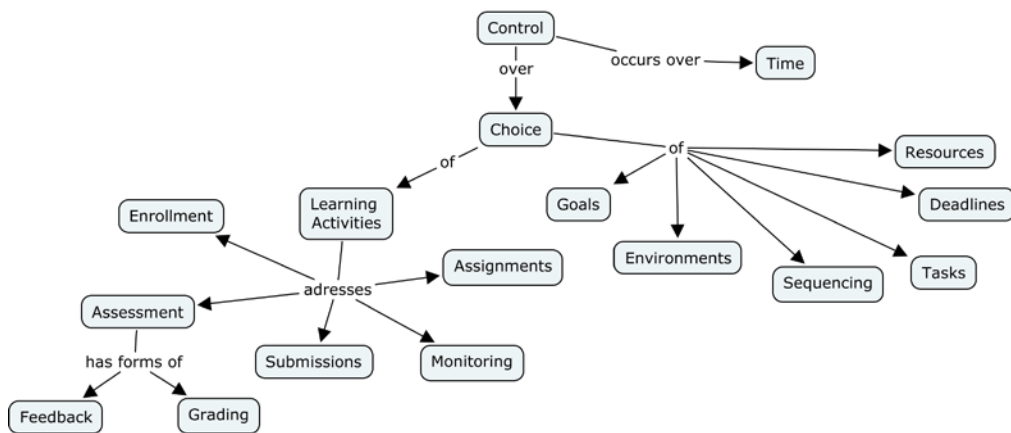 Control
occurs over
Time
over
Choice
of
of
Resources
Learning
Activities
Goals
Deadlines
Enrollment
Environments
Assignments
Tasks
Sequencing
adresses
Assessment
Submissions
Monitoring
has forms of
Feedback
Grading